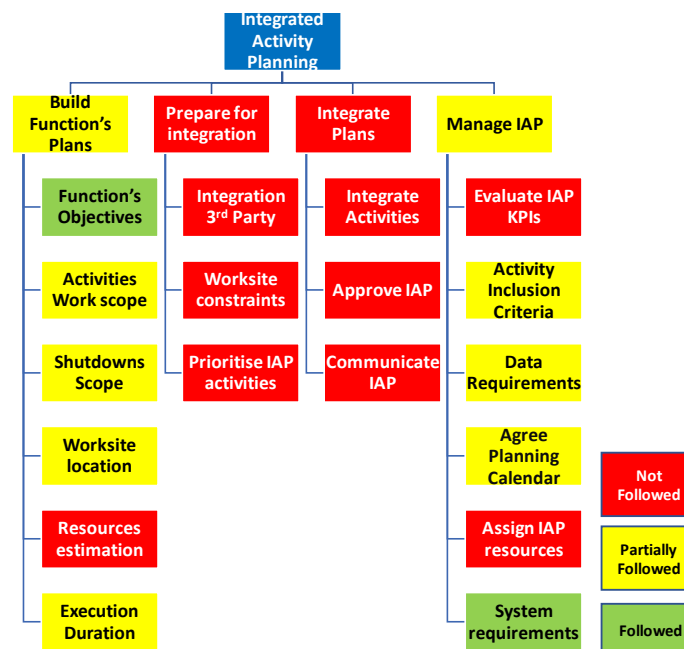 Integrated
Activity
Planning
Build
Function’s
Plans
Prepare for
integration
Integrate
Plans
Manage IAP
Function’s
Objectives
Integration
3rd Party
Integrate
Activities
Evaluate IAP
KPIs
Activities
Work scope
Worksite
constraints
Approve IAP
Activity
Inclusion
Criteria
Shutdowns
Scope
Prioritise IAP
activities
Communicate
IAP
Data
Requirements
Worksite
location
Agree
Planning
Calendar
Resources
estimation
Assign IAP
resources
Execution
Duration
System
requirements
Not
Followed
Partially
Followed
Followed